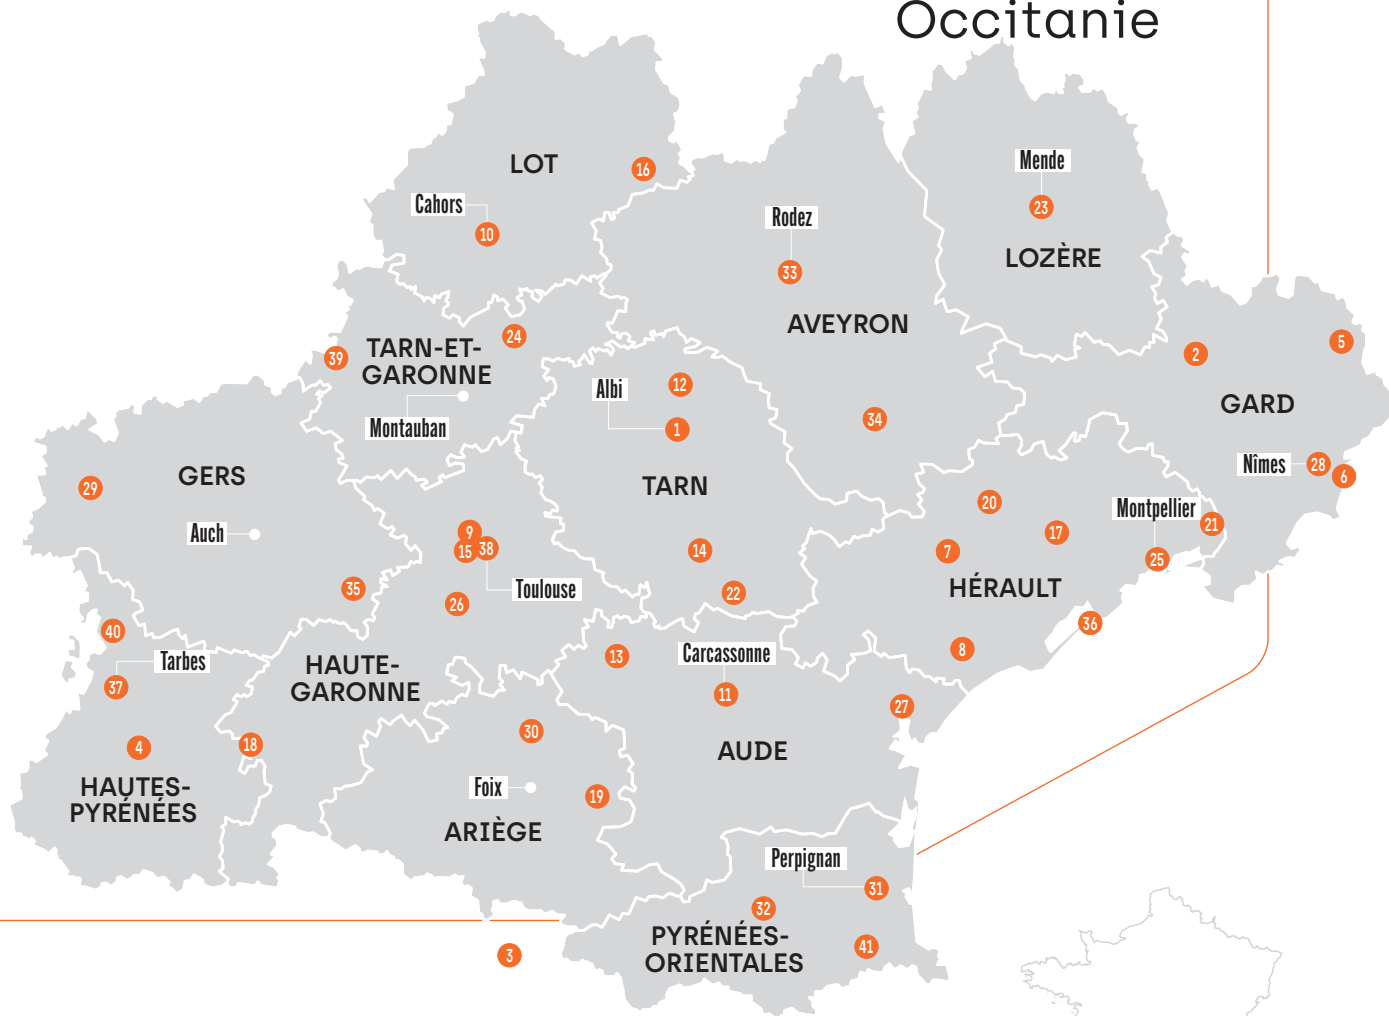 Occitanie
LOT
16
Mende
Cahors
10
Rodez
23
33
LOZÈRE
AVEYRON
24
39
TARN-ET-
GARONNE
2
5
Albi
12
GARD
Montauban
1
34
GERS
29
TARN
Nîmes
28
6
20
Montpellier
21
Auch
9
15
38
14
7
17
25
35
Toulouse
22
HÉRAULT
26
40
36
Tarbes
HAUTE-
GARONNE
13
Carcassonne
8
37
11
27
4
18
30
AUDE
HAUTES-
PYRÉNÉES
Foix
19
ARIÈGE
Perpignan
31
32
PYRÉNÉES-
ORIENTALES
41
3